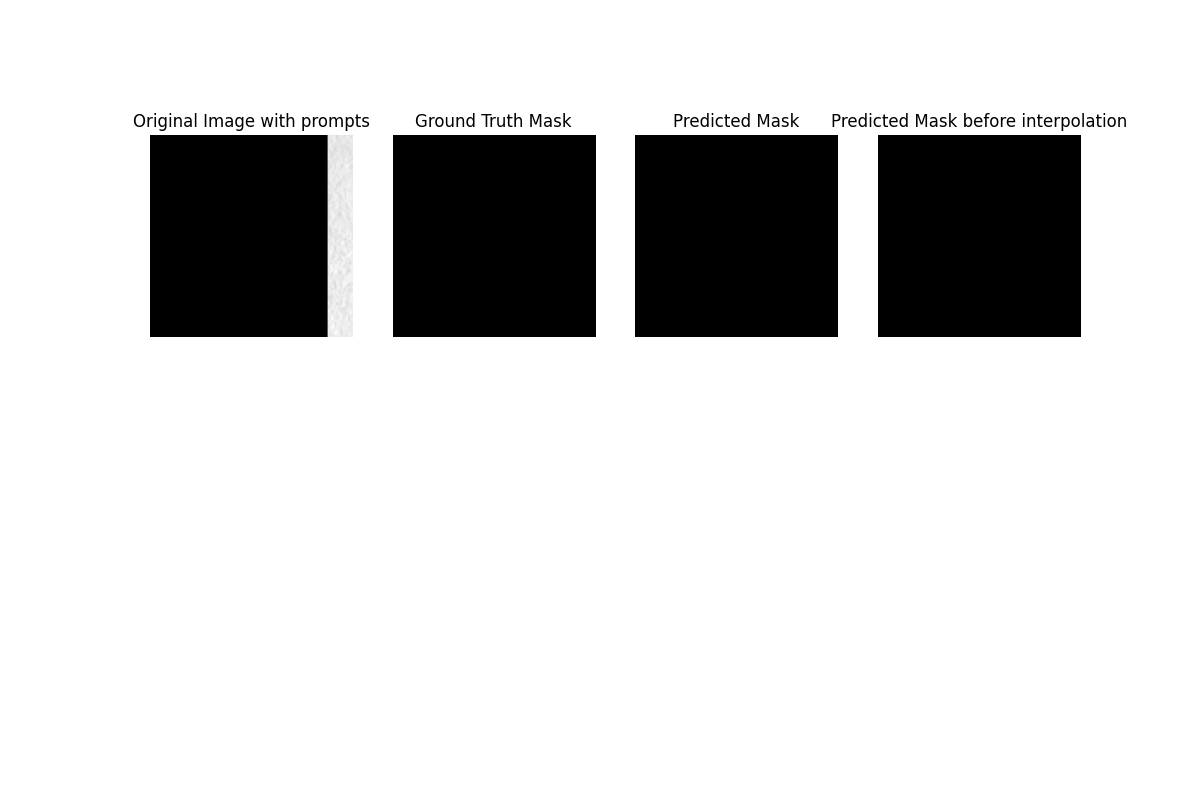 Original Image with prompts
Ground Truth Mask
Predicted Mask
Predicted Mask before interpolation